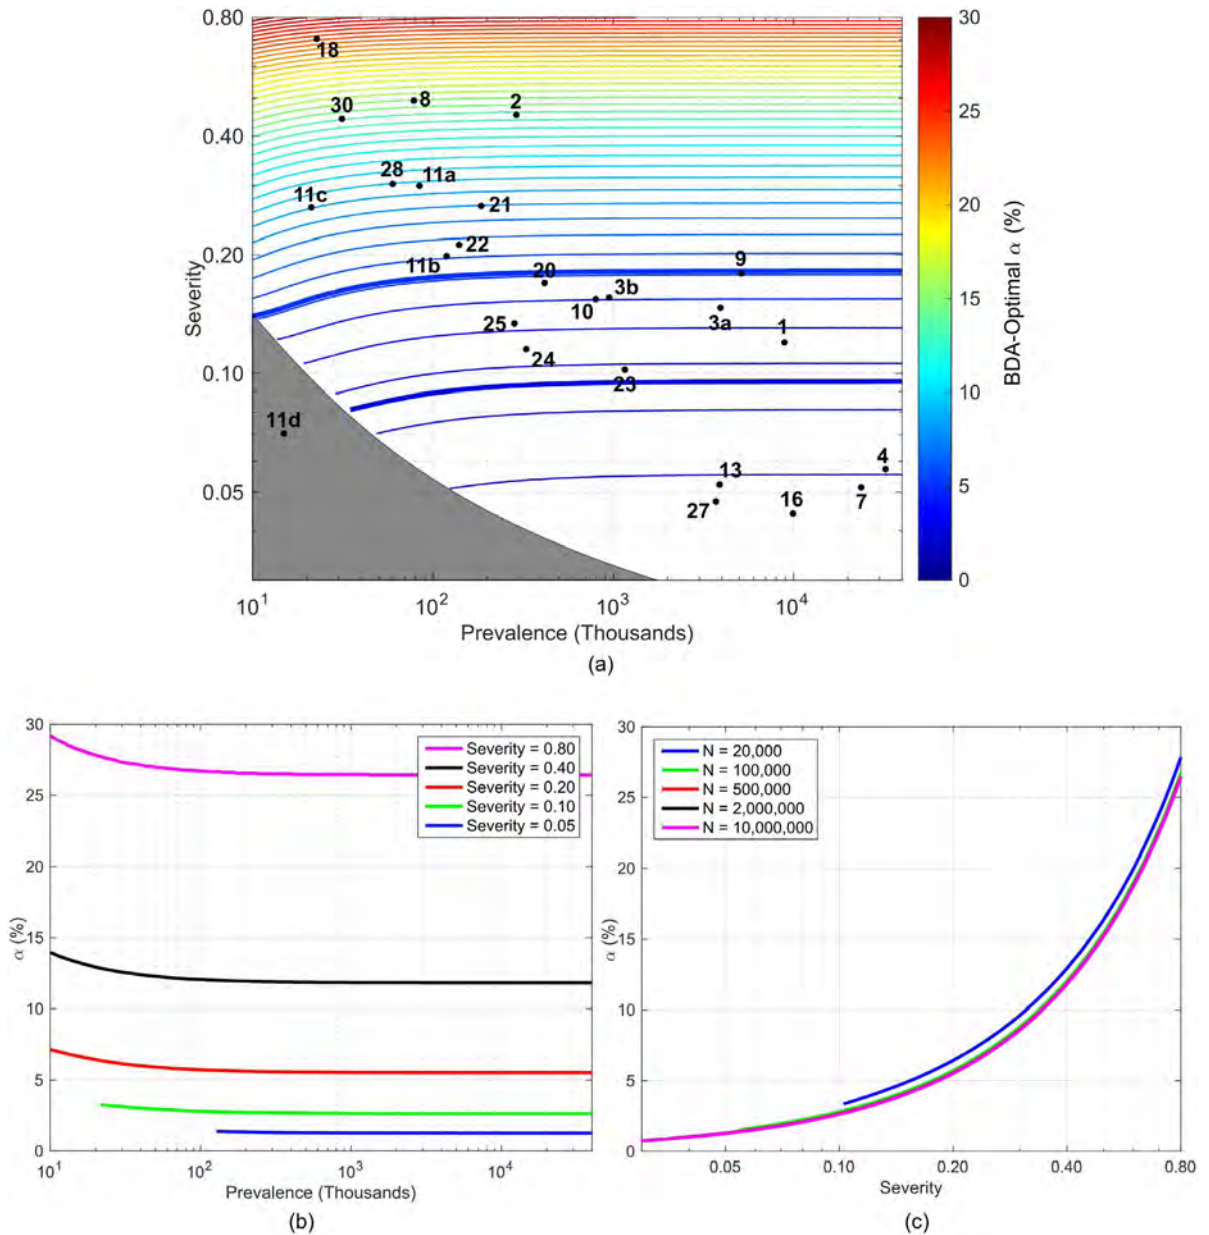 0.80
0.40
0.20
0.10
0.05
Severity
18
30
8
2
28
11a
11c
21
22
11b
20
9
10
3b
3a
1
25
24
23
11d
13
4
27
16
7
10^1
10^2
10^3
10^4
Prevalence (Thousands)
30
25
20
15
10
5
0
BDA-Optimal α (%)
(a)
30
25
20
15
10
5
0
α (%)
Severity = 0.80
Severity = 0.40
Severity = 0.20
Severity = 0.10
Severity = 0.05
10^1
10^2
10^3
10^4
Prevalence (Thousands)
(b)
30
25
20
15
10
5
0
α (%)
N = 20,000
N = 100,000
N = 500,000
N = 2,000,000
N = 10,000,000
0.05
0.10
0.20
0.40
0.80
Severity
(c)